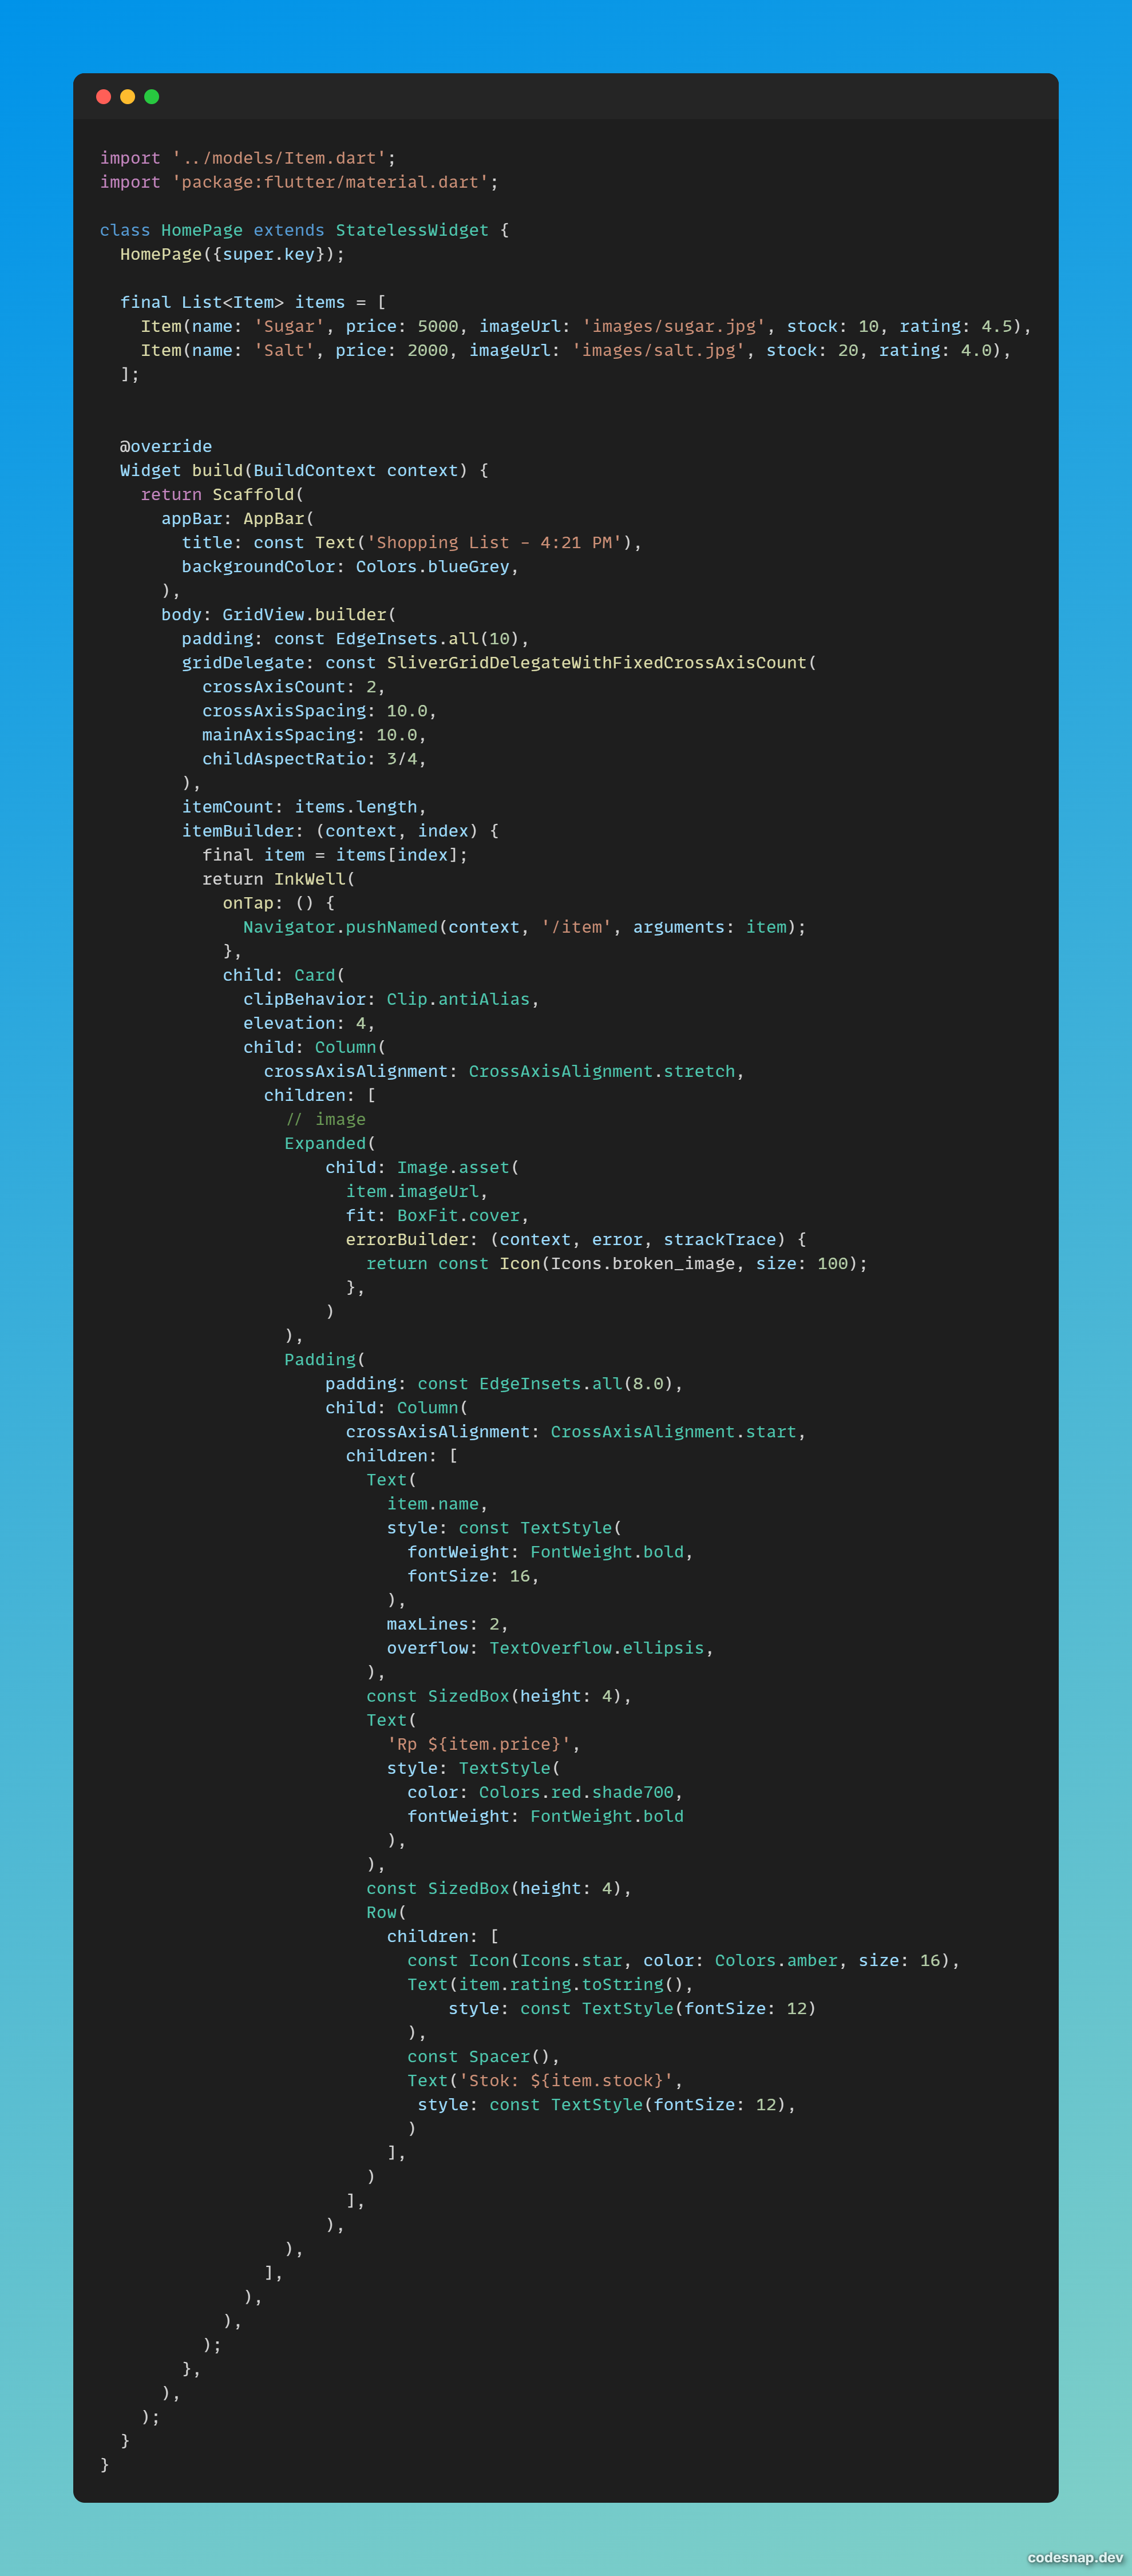 import '../models/Item.dart';
import 'package:flutter/material.dart';

class HomePage extends StatelessWidget {
  HomePage({super.key});

  final List<Item> items = [
    Item(name: 'Sugar', price: 5000, imageUrl: 'images/sugar.jpg', stock: 10, rating: 4.5),
    Item(name: 'Salt', price: 2000, imageUrl: 'images/salt.jpg', stock: 20, rating: 4.0),
  ];


  @override
  Widget build(BuildContext context) {
    return Scaffold(
      appBar: AppBar(
        title: const Text('Shopping List - 4:21 PM'),
        backgroundColor: Colors.blueGrey,
      ),
      body: GridView.builder(
        padding: const EdgeInsets.all(10),
        gridDelegate: const SliverGridDelegateWithFixedCrossAxisCount(
          crossAxisCount: 2,
          crossAxisSpacing: 10.0,
          mainAxisSpacing: 10.0,
          childAspectRatio: 3/4,
        ),
        itemCount: items.length,
        itemBuilder: (context, index) {
          final item = items[index];
          return InkWell(
            onTap: () {
              Navigator.pushNamed(context, '/item', arguments: item);
            },
            child: Card(
              clipBehavior: Clip.antiAlias,
              elevation: 4,
              child: Column(
                crossAxisAlignment: CrossAxisAlignment.stretch,
                children: [
                  // image
                  Expanded(
                      child: Image.asset(
                        item.imageUrl,
                        fit: BoxFit.cover,
                        errorBuilder: (context, error, strackTrace) {
                          return const Icon(Icons.broken_image, size: 100);
                        },
                      )
                  ),
                  Padding(
                      padding: const EdgeInsets.all(8.0),
                      child: Column(
                        crossAxisAlignment: CrossAxisAlignment.start,
                        children: [
                          Text(
                            item.name,
                            style: const TextStyle(
                              fontWeight: FontWeight.bold,
                              fontSize: 16,
                            ),
                            maxLines: 2,
                            overflow: TextOverflow.ellipsis,
                          ),
                          const SizedBox(height: 4),
                          Text(
                            'Rp ${item.price}',
                            style: TextStyle(
                              color: Colors.red.shade700,
                              fontWeight: FontWeight.bold
                            ),
                          ),
                          const SizedBox(height: 4),
                          Row(
                            children: [
                              const Icon(Icons.star, color: Colors.amber, size: 16),
                              Text(item.rating.toString(),
                                  style: const TextStyle(fontSize: 12)
                              ),
                              const Spacer(),
                              Text('Stok: ${item.stock}',
                               style: const TextStyle(fontSize: 12),
                              )
                            ],
                          )
                        ],
                      ),
                  ),
                ],
              ),
            ),
          );
        },
      ),
    );
  }
}
codesnap.dev